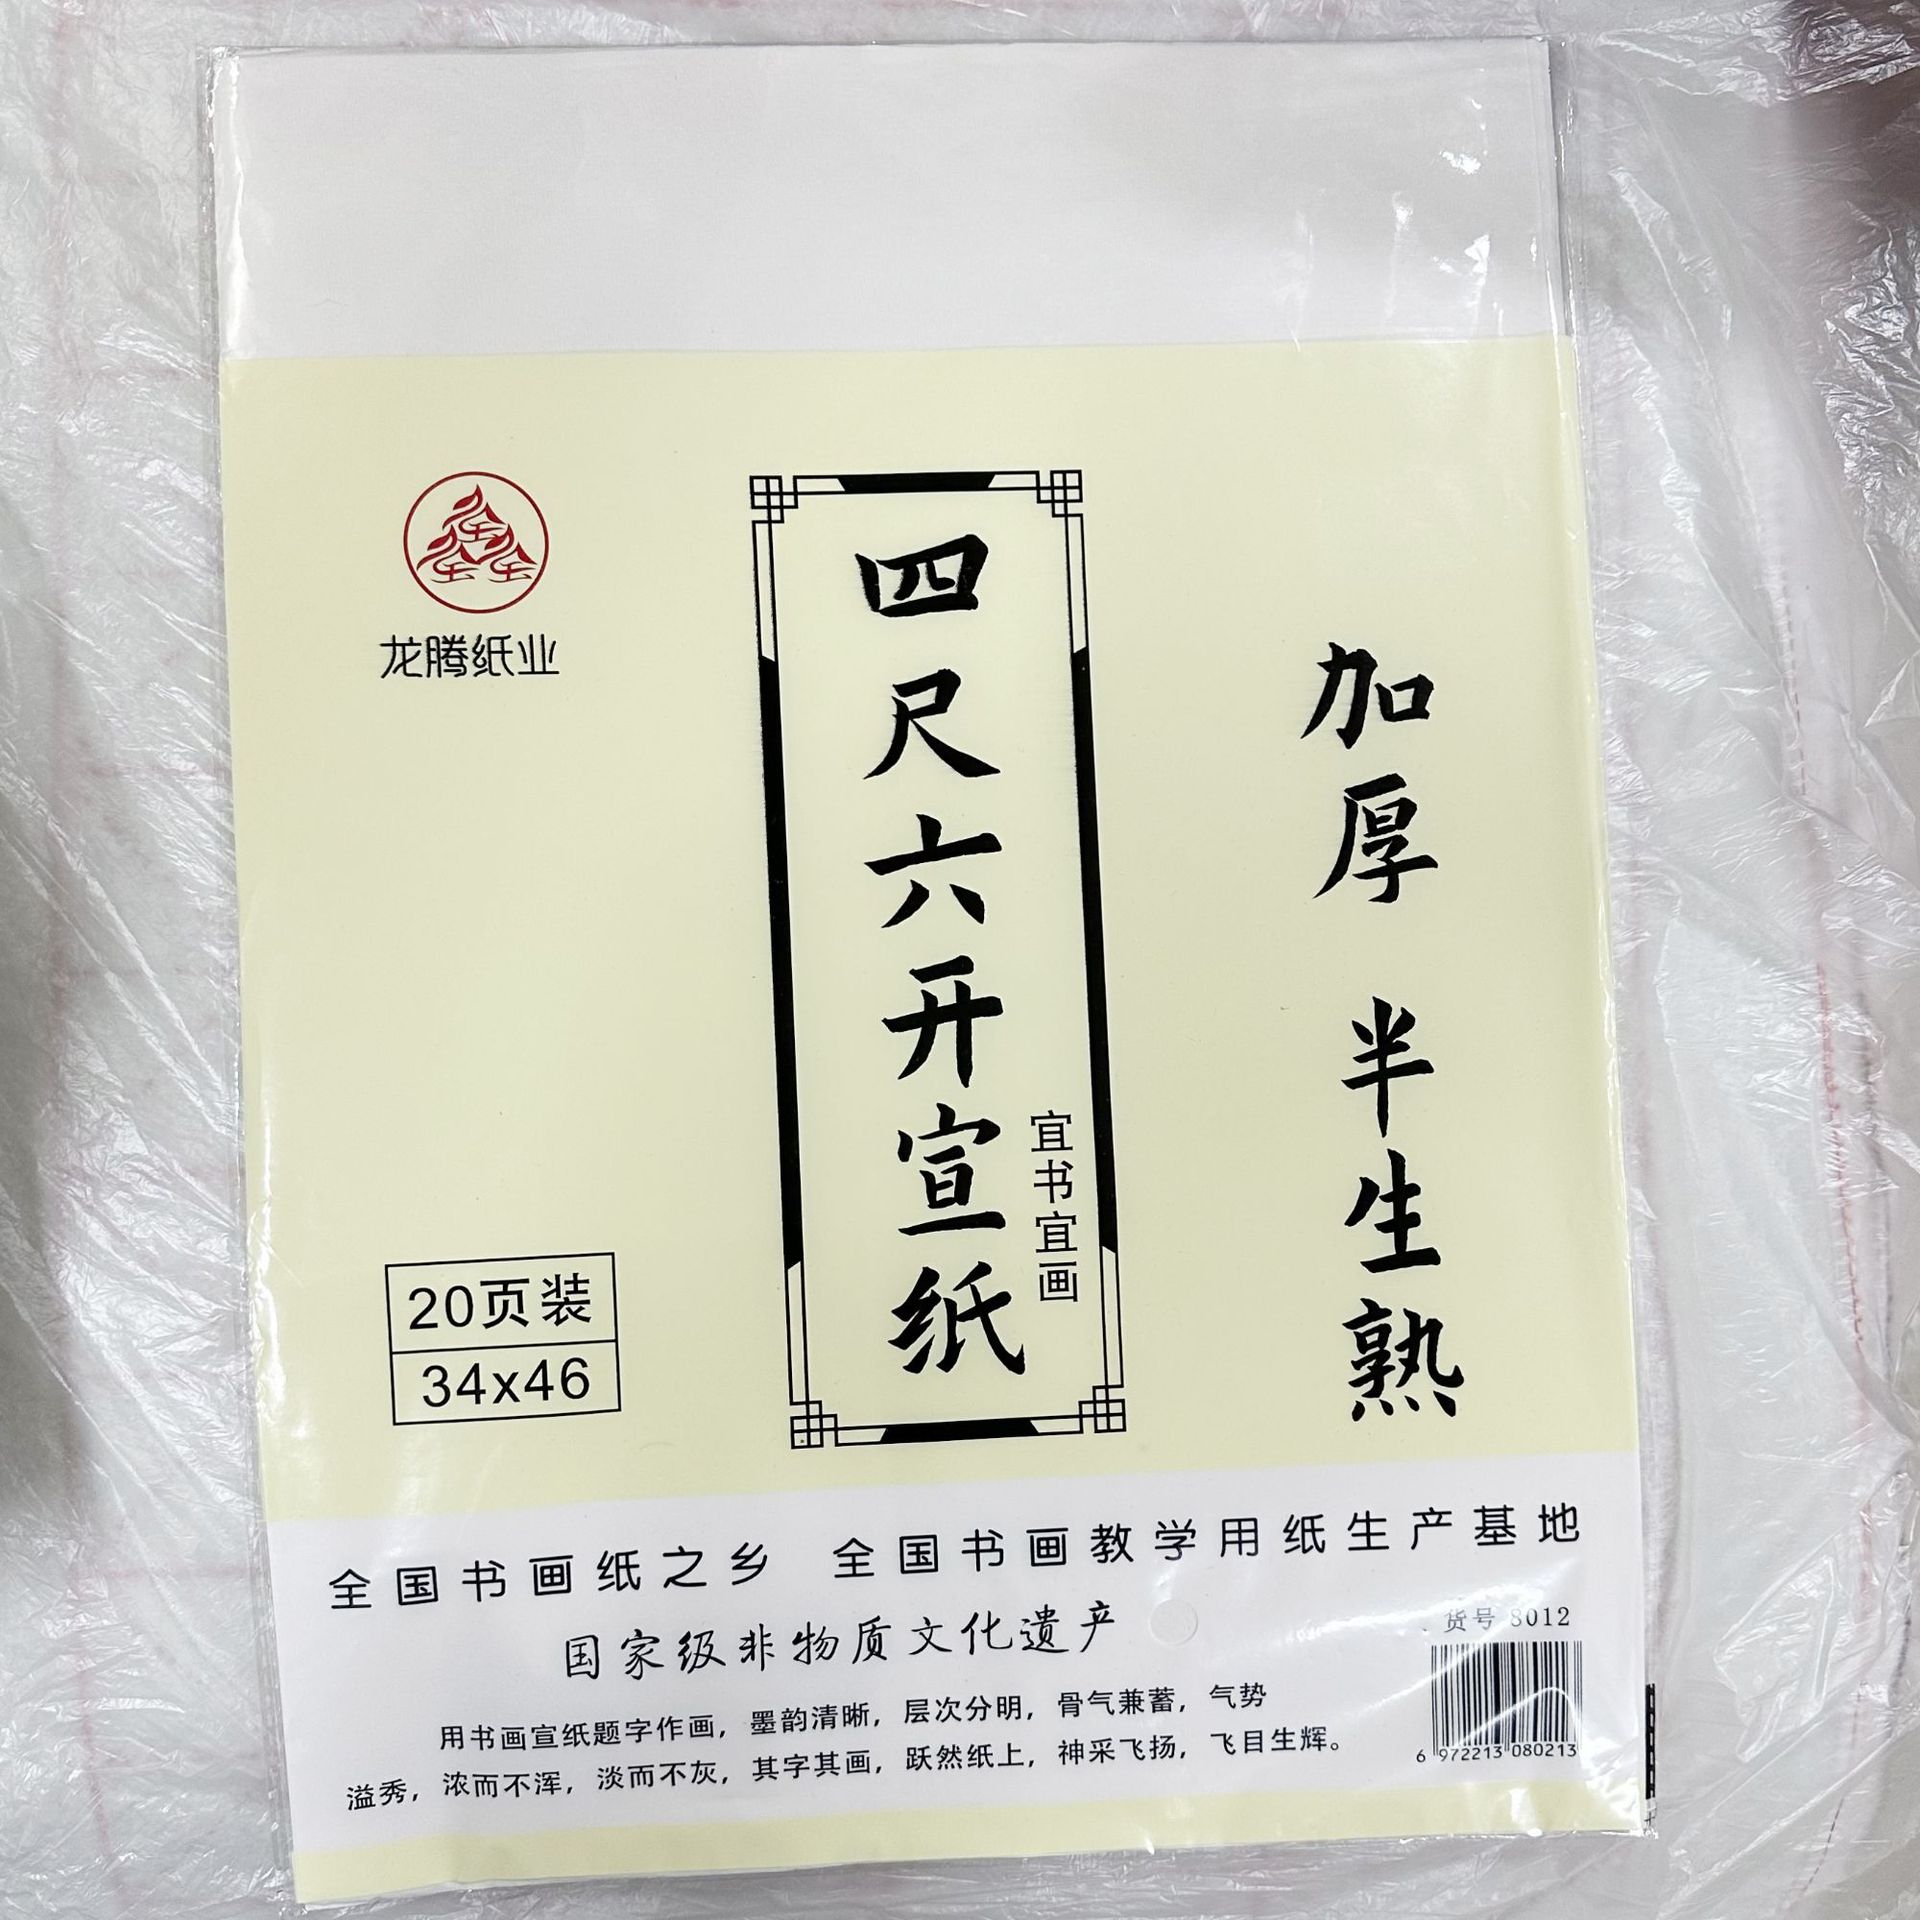 龙腾纸业
四尺六开宣纸
宜书宜画
加厚 半生熟
20页装
34x46
全国书画纸之乡 全国书画教学用纸生产基地
国家级非物质文化遗产
货号 8012
用书画宣纸题字作画，墨韵清晰，层次分明，骨气兼蓄，气势
溢秀，浓而不浑，淡而不灰，其字其画，跃然纸上，神采飞扬，飞目生辉。
6 972213 080213